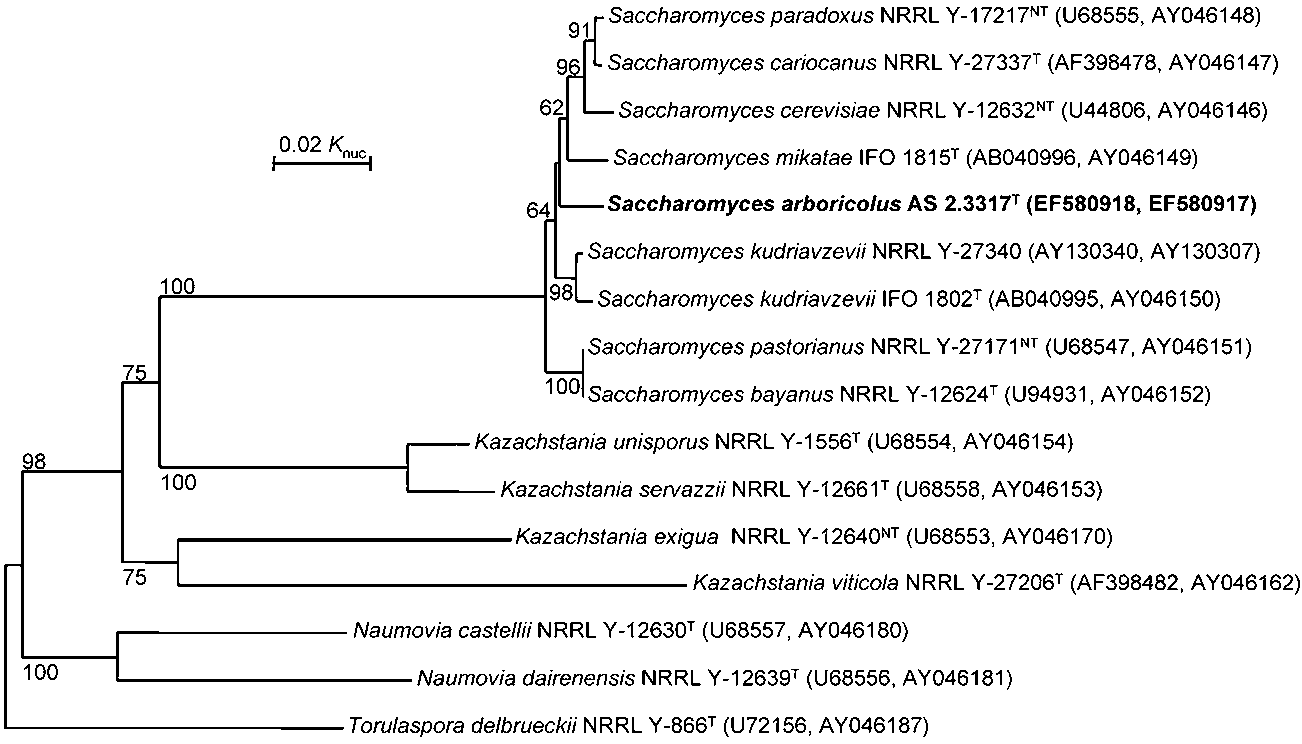 91 Saccharomyces paradoxus NRRL Y-17217NT (U68555, AY046148)
96 Saccharomyces cariocanus NRRL Y-27337T (AF398478, AY046147)
62 Saccharomyces cerevisiae NRRL Y-12632NT (U44806, AY046146)
0.02 Knuc
Saccharomyces mikatae IFO 1815T (AB040996, AY046149)
64 Saccharomyces arboricolus AS 2.3317T (EF580918, EF580917)
Saccharomyces kudriavzevii NRRL Y-27340 (AY130340, AY130307)
100 98 Saccharomyces kudriavzevii IFO 1802T (AB040995, AY046150)
Saccharomyces pastorianus NRRL Y-27171NT (U68547, AY046151)
75 100 Saccharomyces bayanus NRRL Y-12624T (U94931, AY046152)
Kazachstania unisporus NRRL Y-1556T (U68554, AY046154)
98 100 Kazachstania servazzii NRRL Y-12661T (U68558, AY046153)
Kazachstania exigua NRRL Y-12640NT (U68553, AY046170)
75 Kazachstania viticola NRRL Y-27206T (AF398482, AY046162)
Naumovia castellii NRRL Y-12630T (U68557, AY046180)
100 Naumovia dairenensis NRRL Y-12639T (U68556, AY046181)
Torulaspora delbrueckii NRRL Y-866T (U72156, AY046187)